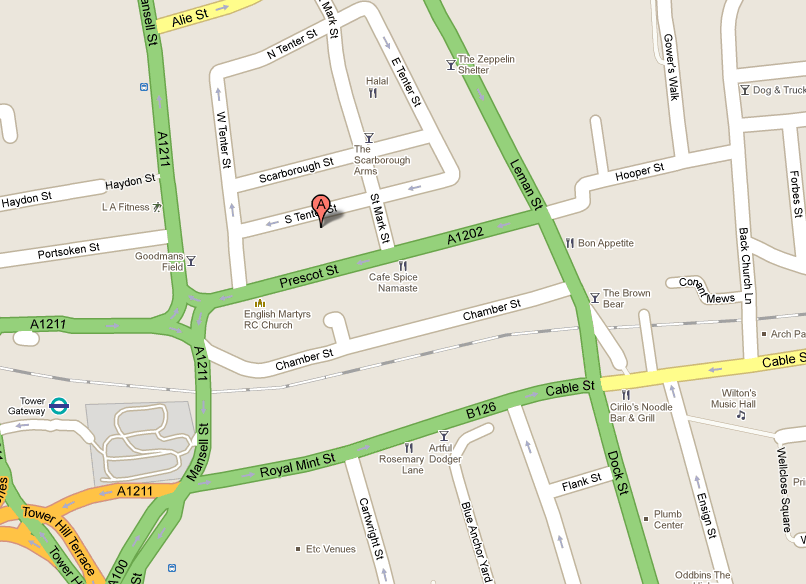 Mansell St
Alie St
St Mark St
N Tenter St
E Tenter St
The Zeppelin
Shelter
Gower's Walk
Halal
Dog & Truck
A1211
W Tenter St
The
Scarborough
Arms
Scarborough St
Leman St
Hooper St
Forbes St
Haydon St
Haydon St
L A Fitness
A
S Tenter St
St Mark St
Portsoken St
Goodmans
Field
A1202
Prescot St
Bon Appetite
Back Church Ln
Cafe Spice
Namaste
Conant
Mews
The Brown
Bear
English Martyrs
RC Church
Chamber St
A1211
Chamber St
A1211
Arch Pa
Cable St
Cable S
Tower
Gateway
B126
Cirilo's Noodle
Bar & Grill
Wilton's
Music Hall
Mansell St
Royal Mint St
Rosemary
Lane
Artful
Dodger
Dock St
Wellclose Square
A1211
Flank St
Tower Hill Terrace
Tower H
A100
St
Cartwright St
Blue Anchor Yard
Ensign St
Plumb
Center
Etc Venues
Oddbins The